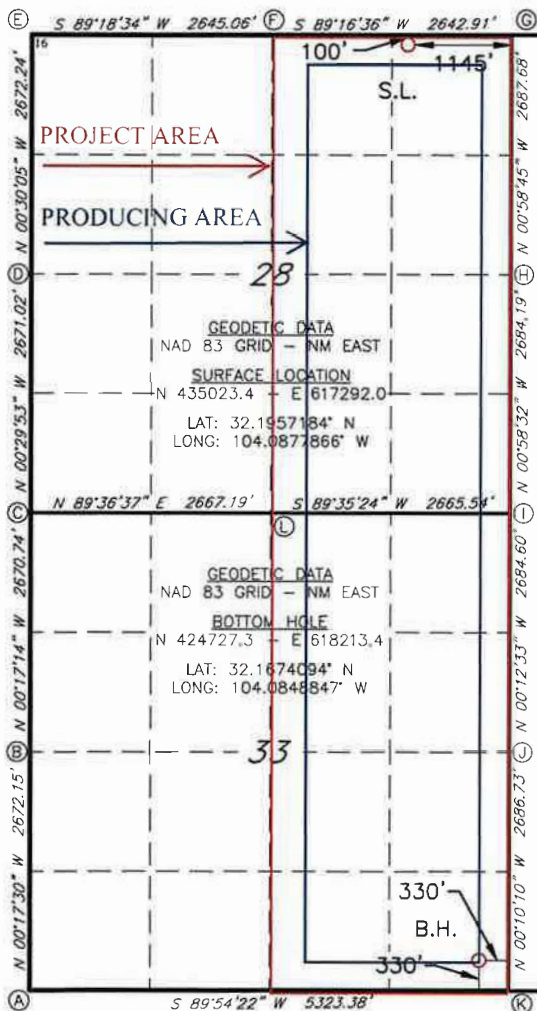 E S 89°18'34" W 2645.06' F S 89°16'36" W 2642.91' G
16
100'
1145'
S.L.
N 00°30'05" W 2672.24'
N 00°58'45" W 2687.68'
PROJECT AREA
PRODUCING AREA
D
28
H
GEODETIC DATA
NAD 83 GRID - NM EAST
SURFACE LOCATION
N 435023.4 - E 617292.0
LAT: 32.1957184° N
LONG: 104.0877866° W
N 00°29'53" W 2671.02'
N 00°58'32" W 2684.19'
C N 89°36'37" E 2667.19' S 89°35'24" W 2665.54' I
L
GEODETIC DATA
NAD 83 GRID - NM EAST
BOTTOM HOLE
N 424727.3 - E 618213.4
LAT: 32.1674094° N
LONG: 104.0848847° W
N 00°17'14" W 2670.74'
N 00°12'33" W 2684.60'
B
33
J
N 00°17'30" W 2672.15'
N 00°10'10" W 2686.73'
330'
B.H.
330'
A S 89°54'22" W 5323.38' K